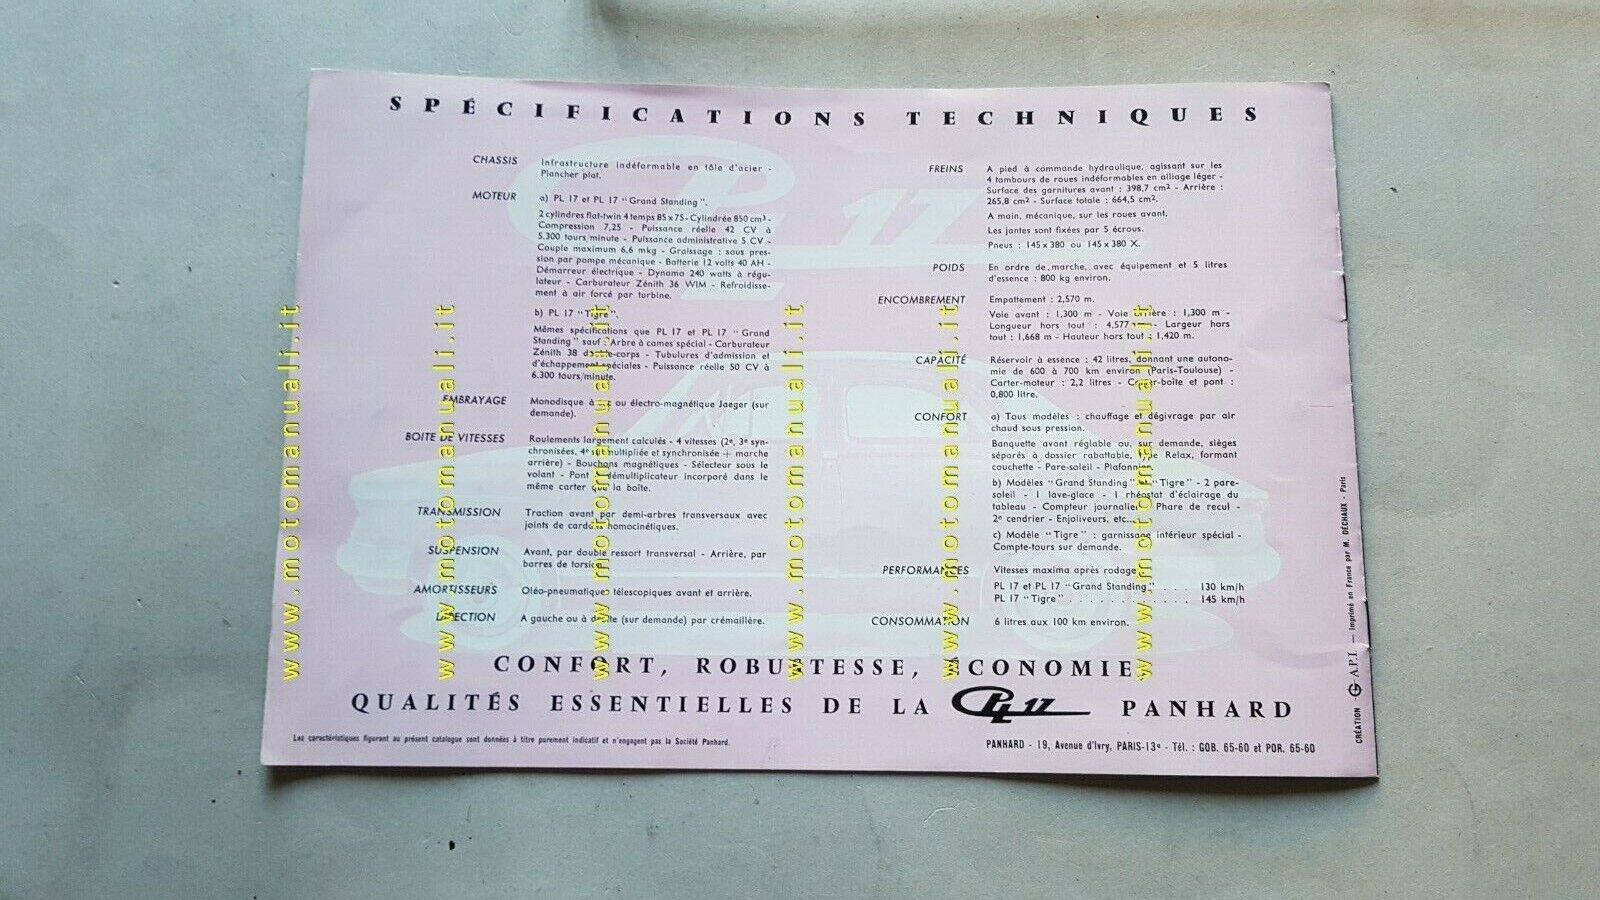 SPÉCIFICATIONS TECHNIQUES
CHASSIS
Infrastructure indéformable en tôle d'acier -
Plancher plat.
MOTEUR
a) PL 17 et PL 17 "Grand Standing".
2 cylindres flat-twin 4 temps 85 x 75 - Cylindrée 850 cm³ -
Compression 7,25 - Puissance réelle 42 CV à
5.300 tours/minute - Puissance administrative 5 CV -
Couple maximum 6,6 mkg - Graissage : sous pres-
sion par pompe mécanique - Batterie 12 volts 40 AH -
Démarreur électrique - Dynamo 240 watts à régu-
lateur - Carburateur Zénith 36 WIM - Refroidisse-
ment à air forcé par turbine.
b) PL 17 "Tigre".
Mêmes spécifications que PL 17 et PL 17 "Grand
Standing" sauf : Arbre à cames spécial - Carburateur
Zénith 38 double-corps - Tubulures d'admission et
d'échappement spéciales - Puissance réelle 50 CV à
6.300 tours/minute.
EMBRAYAGE
Monodisque à sec ou électro-magnétique Jaeger (sur
demande).
BOITE DE VITESSES
Roulements largement calculés - 4 vitesses (2e, 3e syn-
chronisées, 4e surmultipliée et synchronisée + marche
arrière) - Bouchons magnétiques - Sélecteur sous le
volant - Pont démultiplicateur incorporé dans le
même carter que la boîte.
TRANSMISSION
Traction avant par demi-arbres transversaux avec
joints de cardans homocinétiques.
SUSPENSION
Avant, par double ressort transversal - Arrière, par
barres de torsion.
AMORTISSEURS
Oléo-pneumatiques télescopiques avant et arrière.
DIRECTION
A gauche ou à droite (sur demande) par crémaillère.
FREINS
A pied à commande hydraulique, agissant sur les
4 tambours de roues indéformables en alliage léger -
Surface des garnitures avant : 398,7 cm² - Arrière :
265,8 cm² - Surface totale : 664,5 cm².
A main, mécanique, sur les roues avant.
Les jantes sont fixées par 5 écrous.
Pneus : 145 x 380 ou 145 x 380 X.
POIDS
En ordre de marche, avec équipement et 5 litres
d'essence : 800 kg environ.
ENCOMBREMENT
Empattement : 2,570 m.
Voie avant : 1,300 m - Voie arrière : 1,300 m -
Longueur hors tout : 4,577 m - Largeur hors
tout : 1,668 m - Hauteur hors tout : 1,420 m.
CAPACITÉ
Réservoir à essence : 42 litres, donnant une autono-
mie de 600 à 700 km environ (Paris-Toulouse) -
Carter-moteur : 2,2 litres - Carter-boîte et pont :
0,800 litre.
CONFORT
a) Tous modèles : chauffage et dégivrage par air
chaud sous pression.
Banquette avant réglable ou, sur demande, sièges
séparés à dossier rabattable, type Relax, formant
couchette - Pare-soleil - Plafonnier.
b) Modèles "Grand Standing" et "Tigre" - 2 pare-
soleil - 1 lave-glace - 1 rhéostat d'éclairage du
tableau - Compteur journalier - Phare de recul -
2e cendrier - Enjoliveurs, etc...
c) Modèle "Tigre" : garnissage intérieur spécial -
Compte-tours sur demande.
PERFORMANCES
Vitesses maxima après rodage :
PL 17 et PL 17 "Grand Standing" . . . . 130 km/h
PL 17 "Tigre" . . . . . . . . . . . . . 145 km/h
CONSOMMATION
6 litres aux 100 km environ.
CONFORT, ROBUSTESSE, ÉCONOMIE
QUALITÉS ESSENTIELLES DE LA PL 17 PANHARD
Les caractéristiques figurant au présent catalogue sont données à titre purement indicatif et n'engagent pas la Société Panhard.
PANHARD - 19, Avenue d'Ivry, PARIS-13e - Tél. : GOB. 65-60 et POR. 65-60
CRÉATION G A.P.I. — Imprimé en France par M. DÉCHAUX - Paris
PL 17
www.motomanuali.it
www.motomanuali.it
www.motomanuali.it
www.motomanuali.it
www.motomanuali.it
www.motomanuali.it